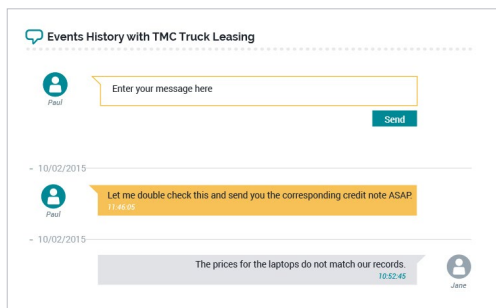 Events History with TMC Truck Leasing
Enter your message here
Paul
Send
- 10/02/2015
Let me double check this and send you the corresponding credit note ASAP.
11:46:05
Paul
- 10/02/2015
The prices for the laptops do not match our records.
10:52:45
Jane